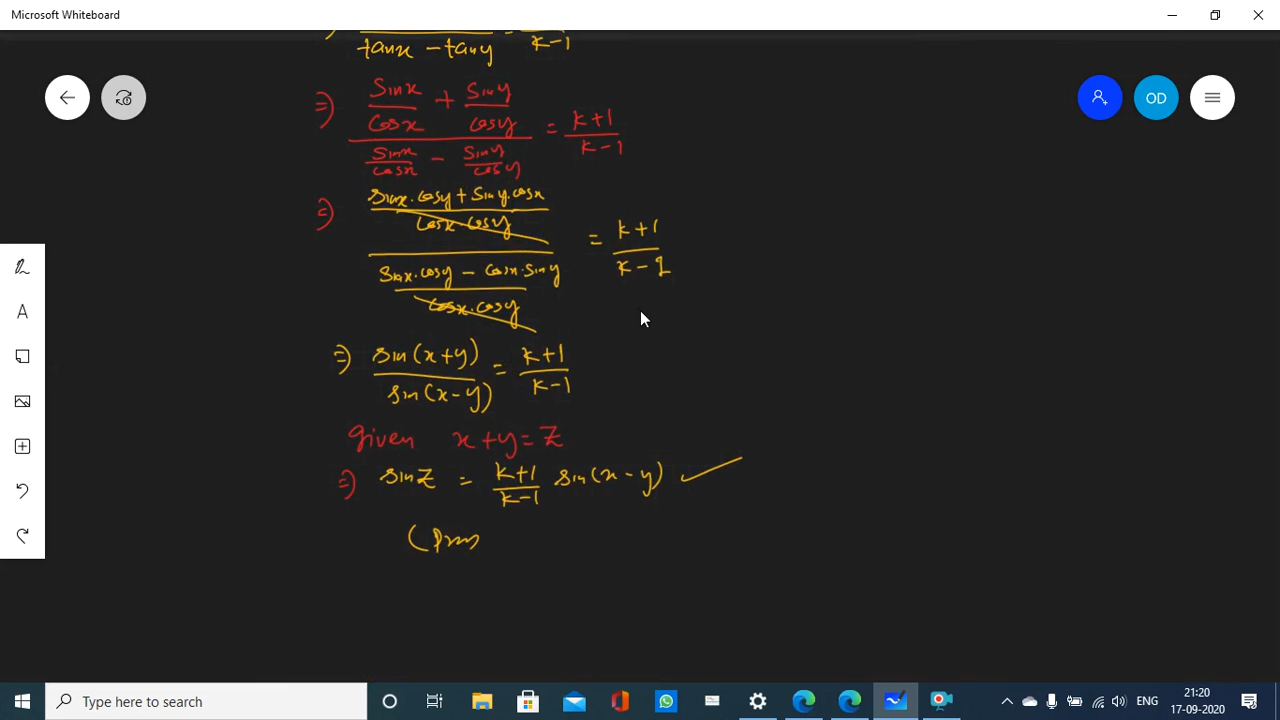 Microsoft Whiteboard
tanx - tany k-1
OD
=) sinx/cosx + siny/cosy / sinx/cosx - siny/cosy = k+1/k-1
=) sinx.cosy + siny.cosx / cosx.cosy / sinx.cosy - cosx.siny / cosx.cosy = k+1/k-1
=) sin(x+y)/sin(x-y) = k+1/k-1
given x+y=z
=) sinz = k+1/k-1 sin(x-y)
Type here to search
ENG
21:20
17-09-2020